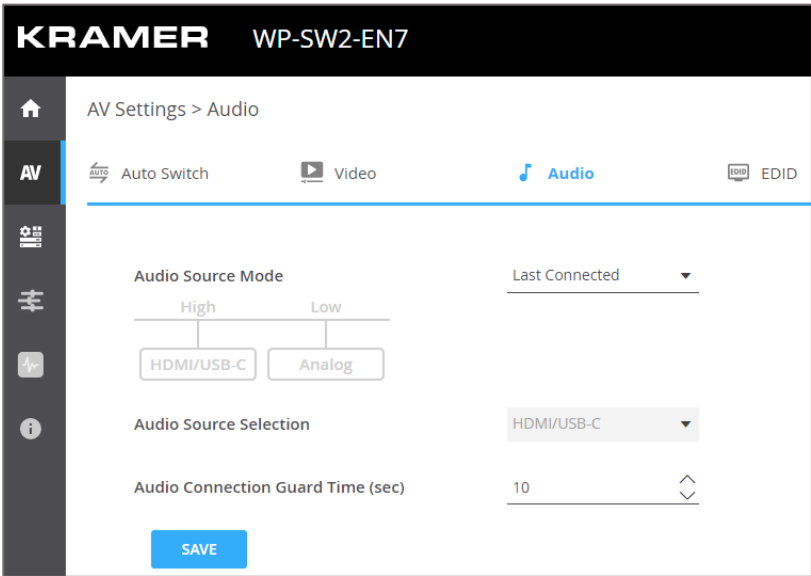 KRAMER WP-SW2-EN7
AV Settings > Audio
AV
AUTO Auto Switch Video Audio EDID EDID
Audio Source Mode Last Connected
High Low
HDMI/USB-C Analog
Audio Source Selection HDMI/USB-C
Audio Connection Guard Time (sec) 10
SAVE